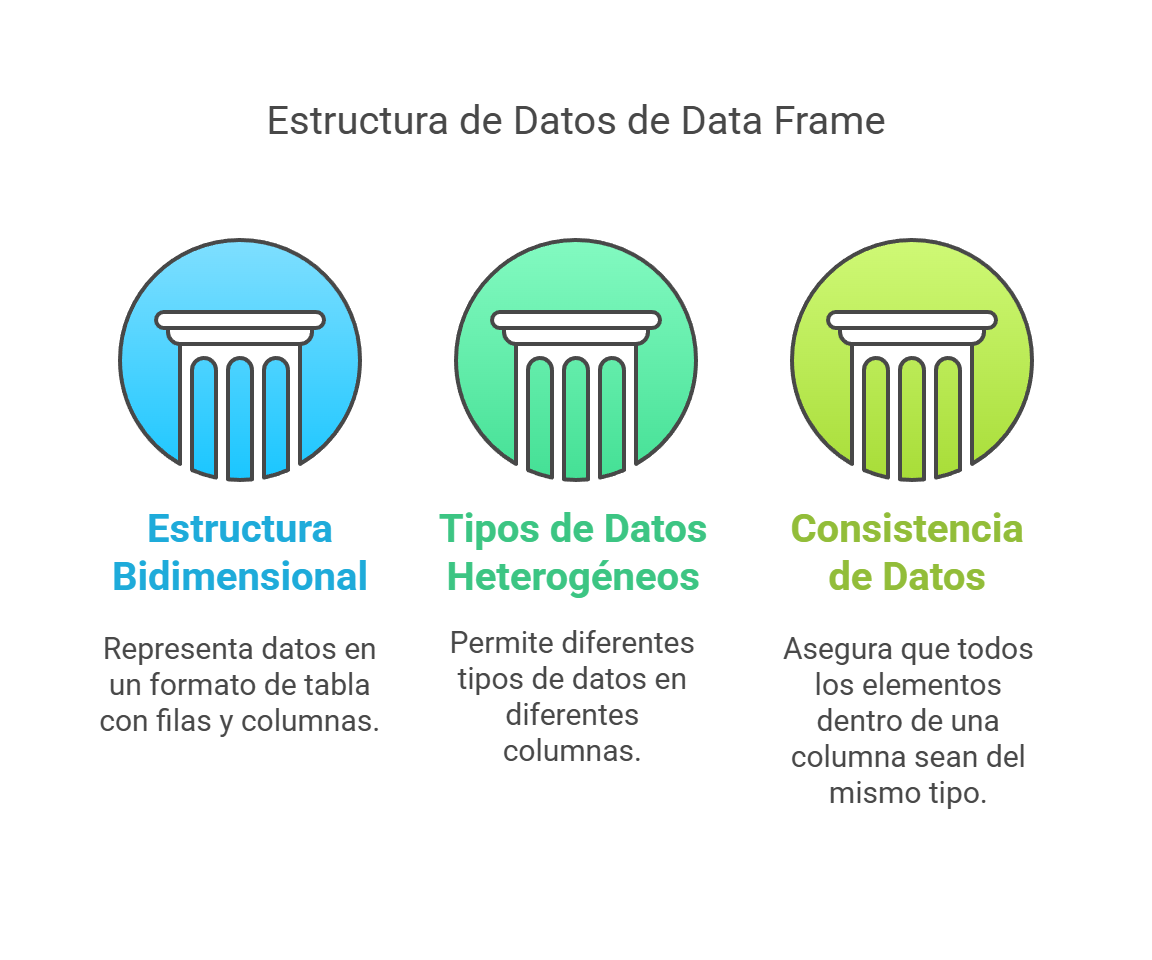 Estructura de Datos de Data Frame
Estructura
Bidimensional
Representa datos en
un formato de tabla
con filas y columnas.
Tipos de Datos
Heterogéneos
Permite diferentes
tipos de datos en
diferentes
columnas.
Consistencia
de Datos
Asegura que todos
los elementos
dentro de una
columna sean del
mismo tipo.